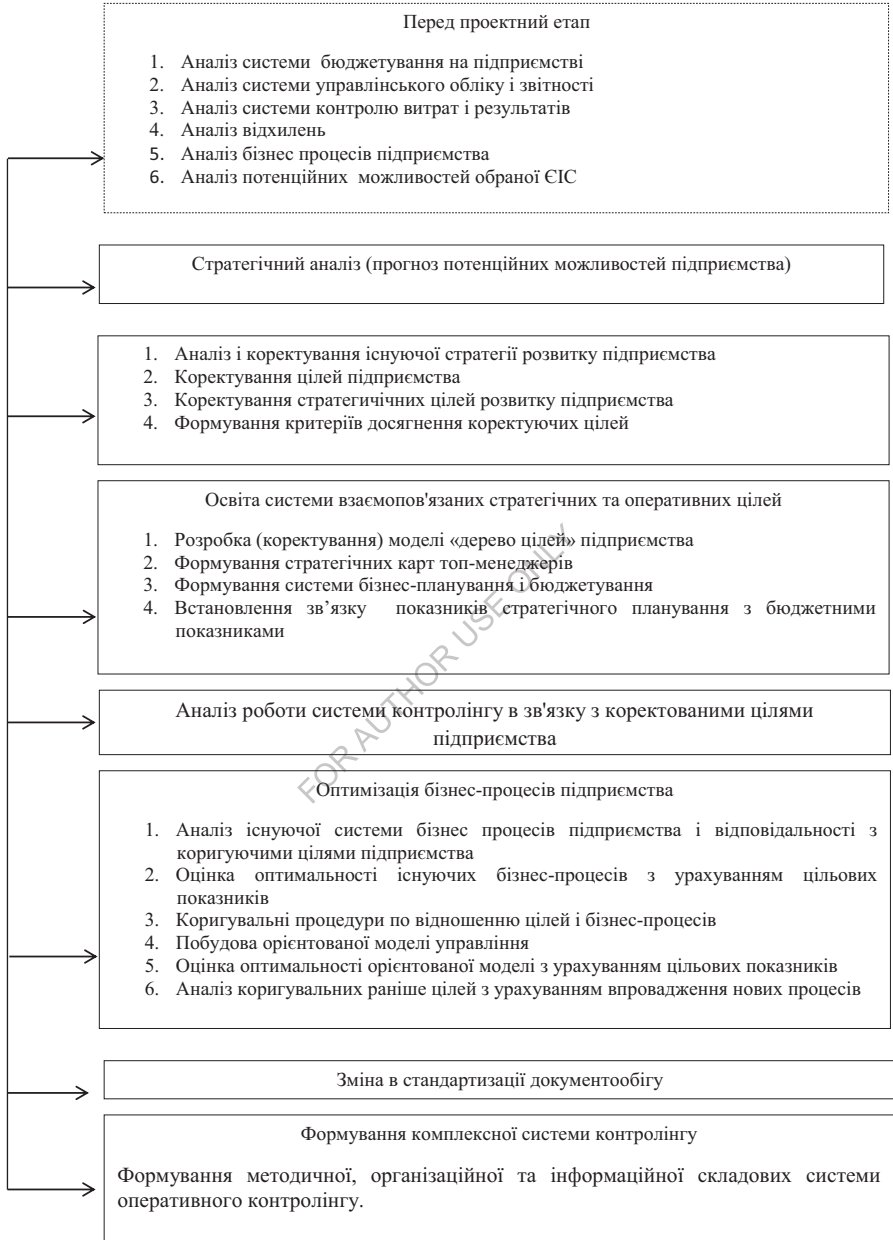 Перед проектний етап
1. Аналіз системи бюджетування на підприємстві
2. Аналіз системи управлінського обліку і звітності
3. Аналіз системи контролю витрат і результатів
4. Аналіз відхилень
5. Аналіз бізнес процесів підприємства
6. Аналіз потенційних можливостей обраної ЄІС
Стратегічний аналіз (прогноз потенційних можливостей підприємства)
1. Аналіз і коректування існуючої стратегії розвитку підприємства
2. Коректування цілей підприємства
3. Коректування стратегичічних цілей розвитку підприємства
4. Формування критеріїв досягнення коректуючих цілей
Освіта системи взаємопов'язаних стратегічних та оперативних цілей
1. Розробка (коректування) моделі «дерево цілей» підприємства
2. Формування стратегічних карт топ-менеджерів
3. Формування системи бізнес-планування і бюджетування
4. Встановлення зв’язку показників стратегічного планування з бюджетними
показниками
Аналіз роботи системи контролінгу в зв'язку з коректованими цілями
підприємства
Оптимізація бізнес-процесів підприємства
1. Аналіз існуючої системи бізнес процесів підприємства і відповідальності з
коригуючими цілями підприємства
2. Оцінка оптимальності існуючих бізнес-процесів з урахуванням цільових
показників
3. Коригувальні процедури по відношенню цілей і бізнес-процесів
4. Побудова орієнтованої моделі управління
5. Оцінка оптимальності орієнтованої моделі з урахуванням цільових показників
6. Аналіз коригувальних раніше цілей з урахуванням впровадження нових процесів
Зміна в стандартизації документообігу
Формування комплексної системи контролінгу
Формування методичної, організаційної та інформаційної складових системи
оперативного контролінгу.
FOR AUTHOR USE ONLY